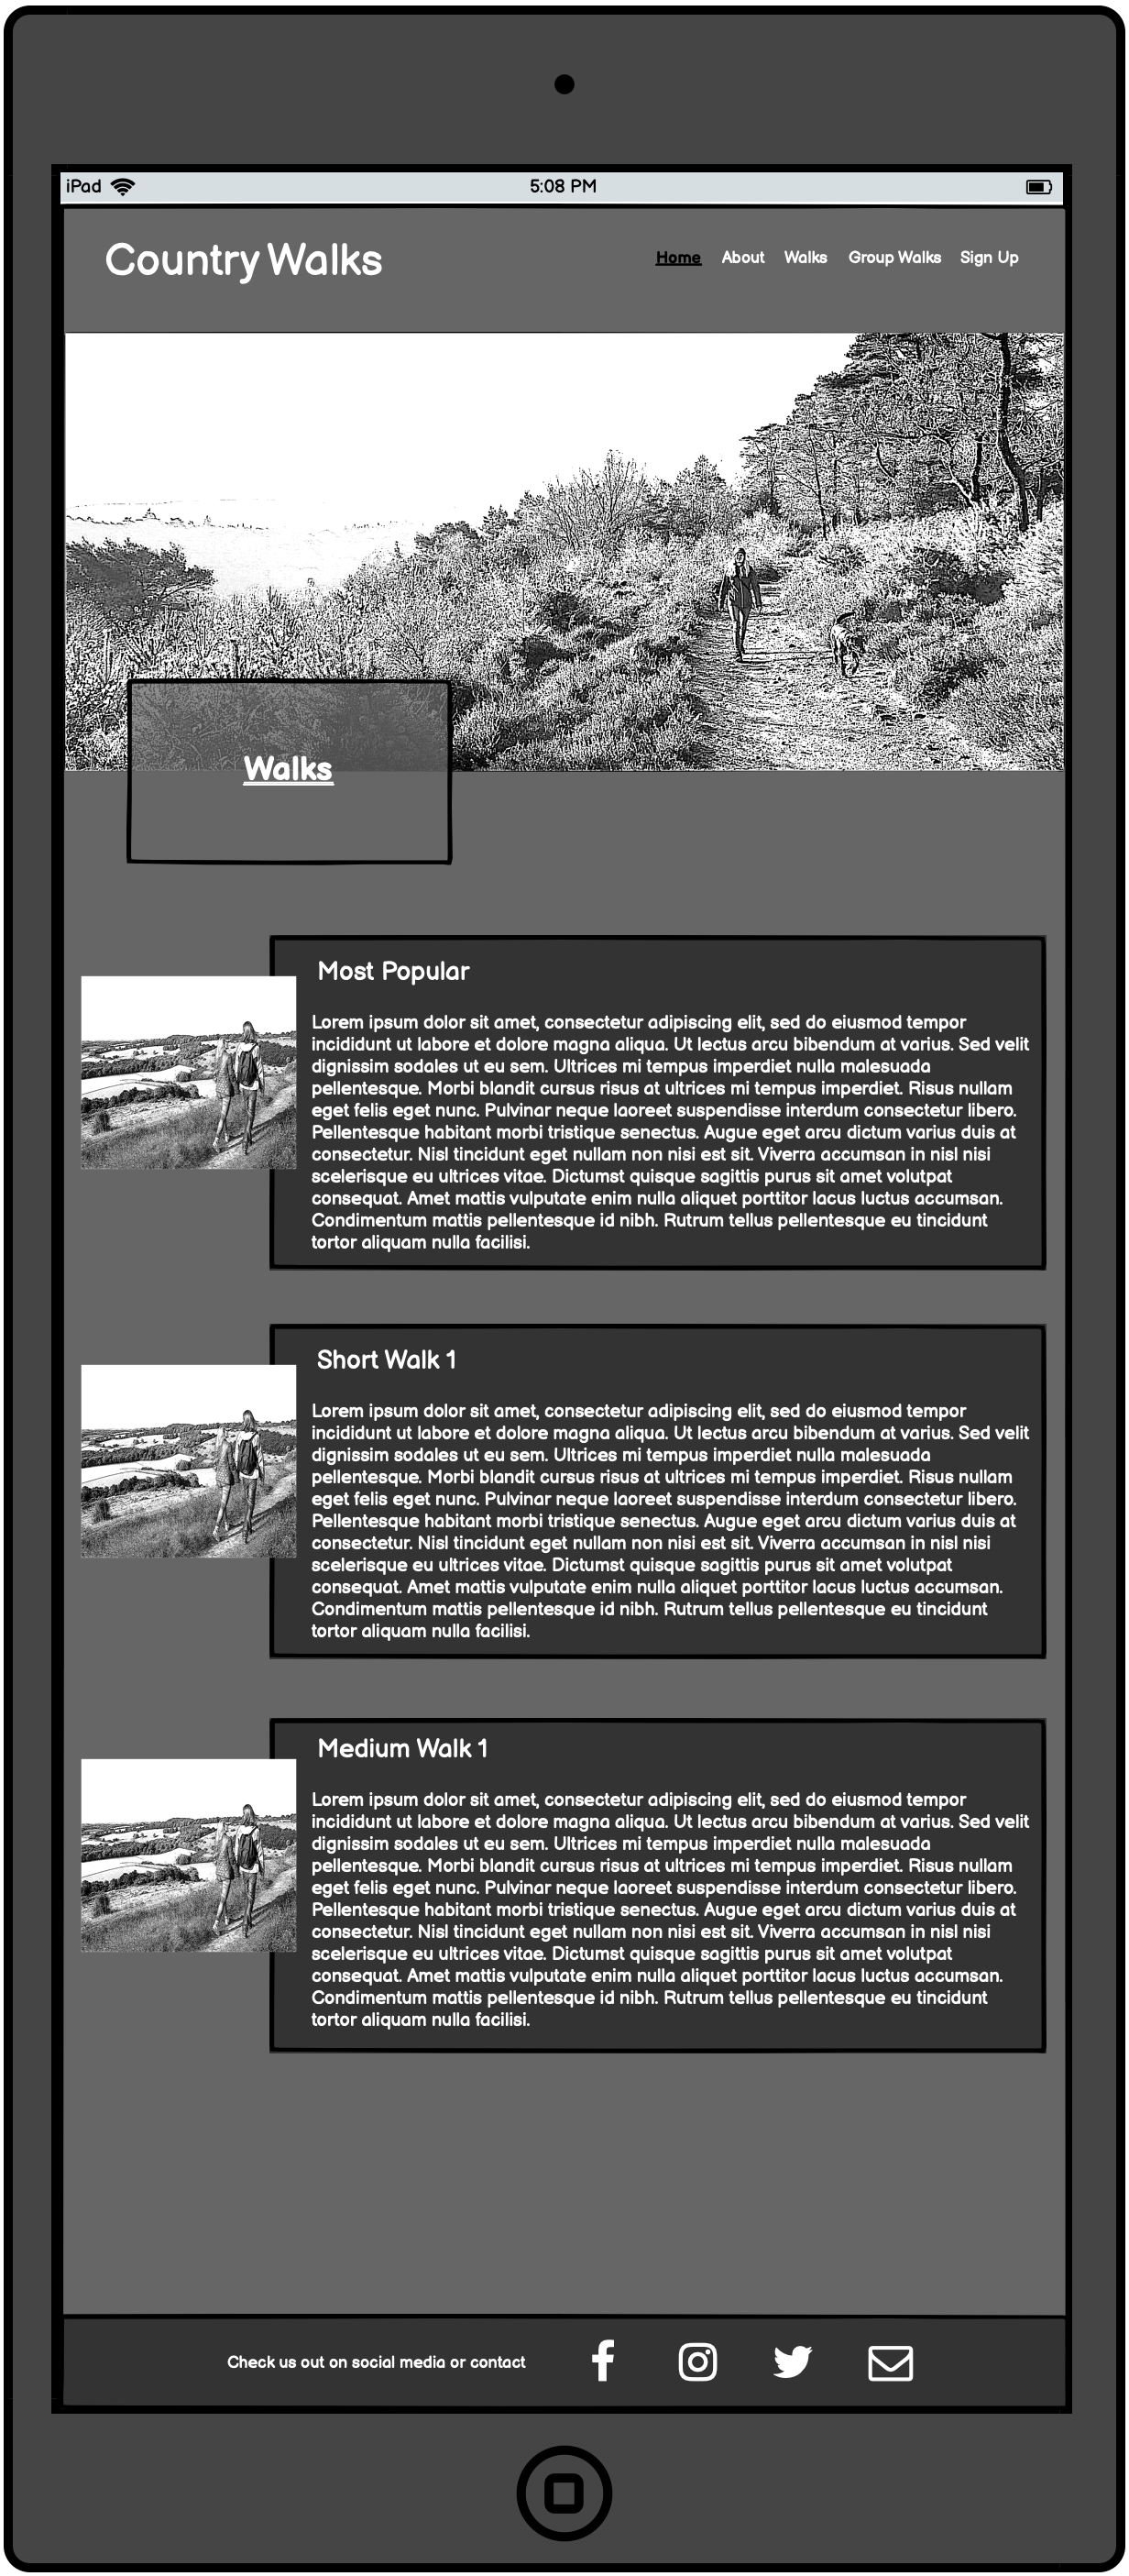 iPad 5:08 PM
Country Walks Home About Walks Group Walks Sign Up
Walks
Most Popular
Lorem ipsum dolor sit amet, consectetur adipiscing elit, sed do eiusmod tempor
incididunt ut labore et dolore magna aliqua. Ut lectus arcu bibendum at varius. Sed velit
dignissim sodales ut eu sem. Ultrices mi tempus imperdiet nulla malesuada
pellentesque. Morbi blandit cursus risus at ultrices mi tempus imperdiet. Risus nullam
eget felis eget nunc. Pulvinar neque laoreet suspendisse interdum consectetur libero.
Pellentesque habitant morbi tristique senectus. Augue eget arcu dictum varius duis at
consectetur. Nisl tincidunt eget nullam non nisi est sit. Viverra accumsan in nisl nisi
scelerisque eu ultrices vitae. Dictumst quisque sagittis purus sit amet volutpat
consequat. Amet mattis vulputate enim nulla aliquet porttitor lacus luctus accumsan.
Condimentum mattis pellentesque id nibh. Rutrum tellus pellentesque eu tincidunt
tortor aliquam nulla facilisi.
Short Walk 1
Lorem ipsum dolor sit amet, consectetur adipiscing elit, sed do eiusmod tempor
incididunt ut labore et dolore magna aliqua. Ut lectus arcu bibendum at varius. Sed velit
dignissim sodales ut eu sem. Ultrices mi tempus imperdiet nulla malesuada
pellentesque. Morbi blandit cursus risus at ultrices mi tempus imperdiet. Risus nullam
eget felis eget nunc. Pulvinar neque laoreet suspendisse interdum consectetur libero.
Pellentesque habitant morbi tristique senectus. Augue eget arcu dictum varius duis at
consectetur. Nisl tincidunt eget nullam non nisi est sit. Viverra accumsan in nisl nisi
scelerisque eu ultrices vitae. Dictumst quisque sagittis purus sit amet volutpat
consequat. Amet mattis vulputate enim nulla aliquet porttitor lacus luctus accumsan.
Condimentum mattis pellentesque id nibh. Rutrum tellus pellentesque eu tincidunt
tortor aliquam nulla facilisi.
Medium Walk 1
Lorem ipsum dolor sit amet, consectetur adipiscing elit, sed do eiusmod tempor
incididunt ut labore et dolore magna aliqua. Ut lectus arcu bibendum at varius. Sed velit
dignissim sodales ut eu sem. Ultrices mi tempus imperdiet nulla malesuada
pellentesque. Morbi blandit cursus risus at ultrices mi tempus imperdiet. Risus nullam
eget felis eget nunc. Pulvinar neque laoreet suspendisse interdum consectetur libero.
Pellentesque habitant morbi tristique senectus. Augue eget arcu dictum varius duis at
consectetur. Nisl tincidunt eget nullam non nisi est sit. Viverra accumsan in nisl nisi
scelerisque eu ultrices vitae. Dictumst quisque sagittis purus sit amet volutpat
consequat. Amet mattis vulputate enim nulla aliquet porttitor lacus luctus accumsan.
Condimentum mattis pellentesque id nibh. Rutrum tellus pellentesque eu tincidunt
tortor aliquam nulla facilisi.
Check us out on social media or contact